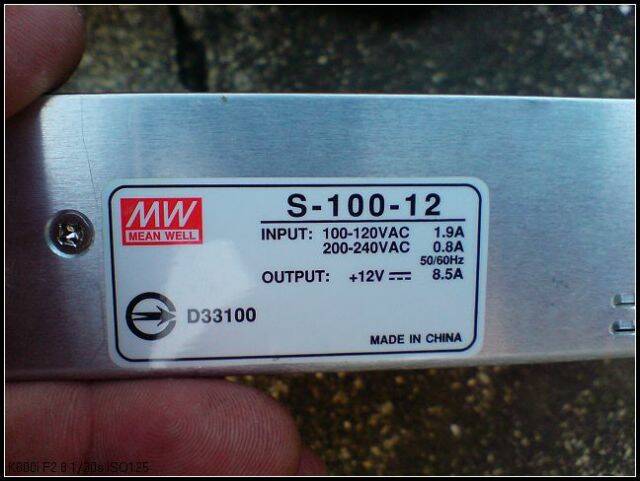 MW
MEAN WELL
S-100-12
INPUT: 100-120VAC 1.9A
200-240VAC 0.8A
50/60Hz
OUTPUT: +12V 8.5A
D33100
MADE IN CHINA
K800i F2.8 1/30s ISO125